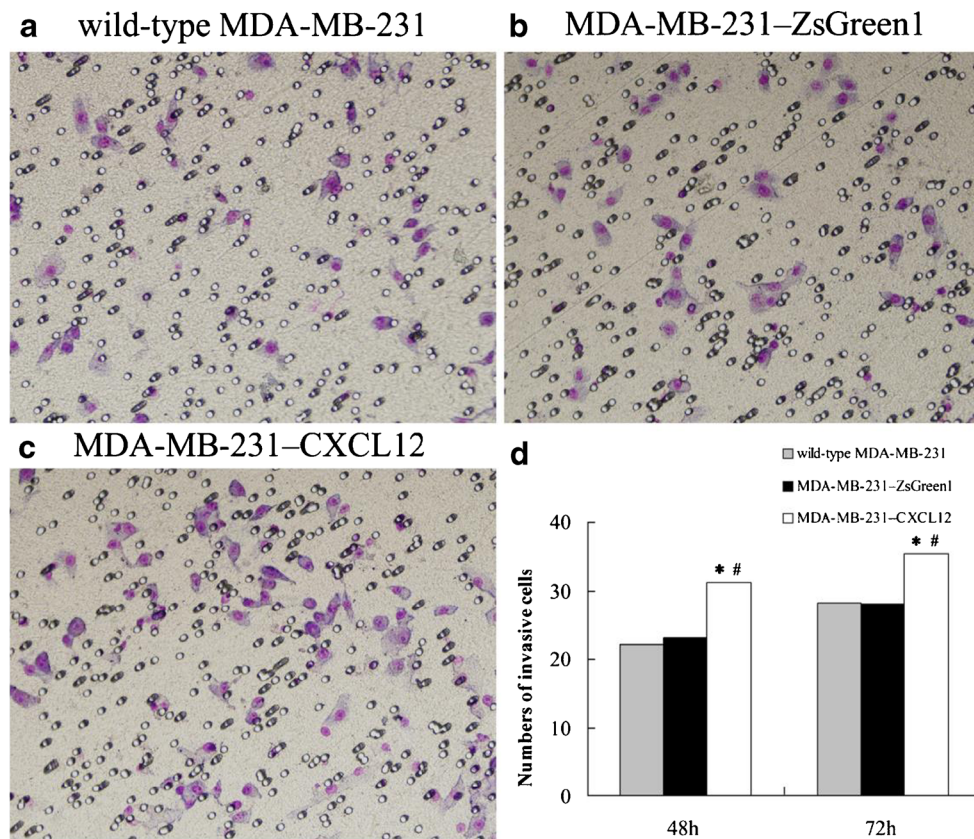 a wild-type MDA-MB-231
b MDA-MB-231–ZsGreen1
c MDA-MB-231–CXCL12
d
wild-type MDA-MB-231
MDA-MB-231–ZsGreen1
MDA-MB-231–CXCL12
Numbers of invasive cells
40
30
20
10
0
* #
* #
48h
72h